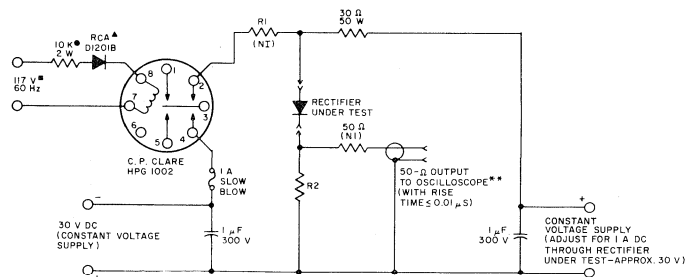 10 K●
2 W
RCA▲
D1201B
117 V■
60 Hz
8
1
2
7
3
6
5
4
C.P. CLARE
HPG 1002
1 A
SLOW
BLOW
R1
(NI)
30 Ω
50 W
RECTIFIER
UNDER TEST
50 Ω
(NI)
R2
50-Ω OUTPUT
TO OSCILLOSCOPE**
(WITH RISE
TIME≤0.01 μS)
−
30 V DC
(CONSTANT VOLTAGE
SUPPLY)
+
1 μF
300 V
1 μF
300 V
+
CONSTANT
VOLTAGE SUPPLY
(ADJUST FOR 1 A DC
THROUGH RECTIFIER
UNDER TEST-APPROX. 30 V)
−